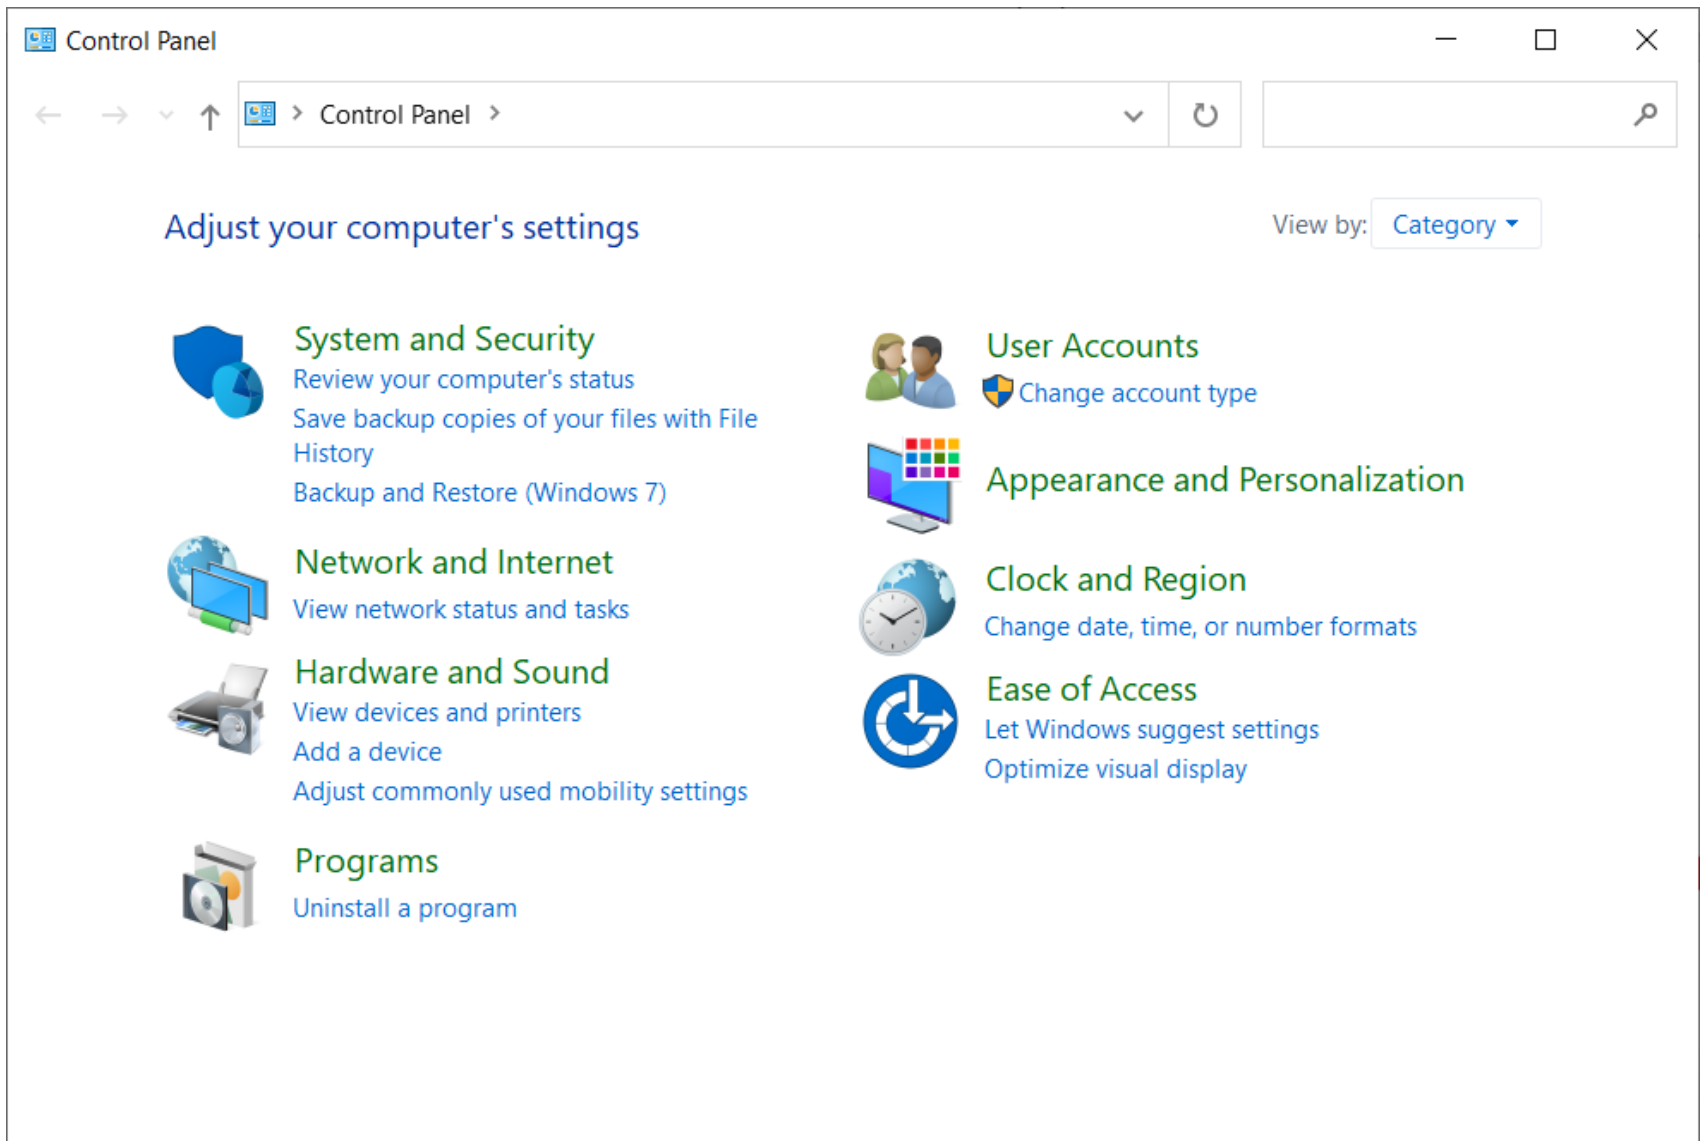 Control Panel
Control Panel
Adjust your computer's settings
View by: Category
System and Security
Review your computer's status
Save backup copies of your files with File
History
Backup and Restore (Windows 7)
Network and Internet
View network status and tasks
Hardware and Sound
View devices and printers
Add a device
Adjust commonly used mobility settings
Programs
Uninstall a program
User Accounts
Change account type
Appearance and Personalization
Clock and Region
Change date, time, or number formats
Ease of Access
Let Windows suggest settings
Optimize visual display